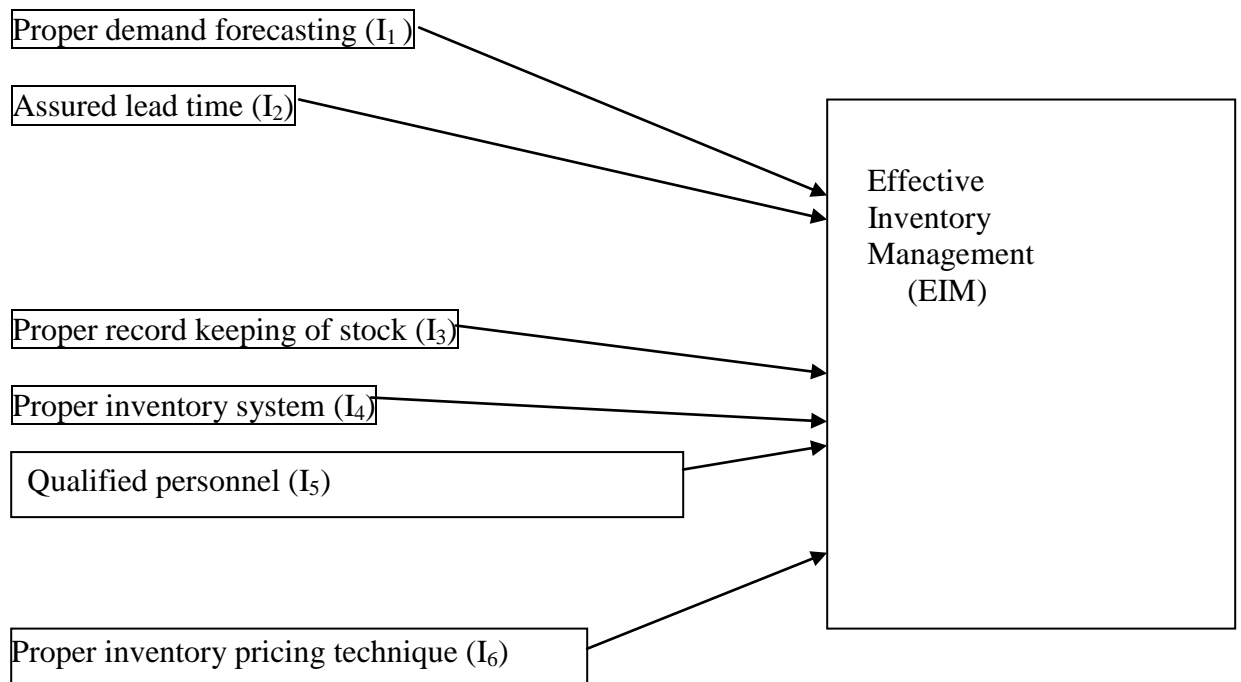 Proper demand forecasting (I₁ )
Assured lead time (I₂)
Effective
Inventory
Management
(EIM)
Proper record keeping of stock (I₃)
Proper inventory system (I₄)
Qualified personnel (I₅)
Proper inventory pricing technique (I₆)